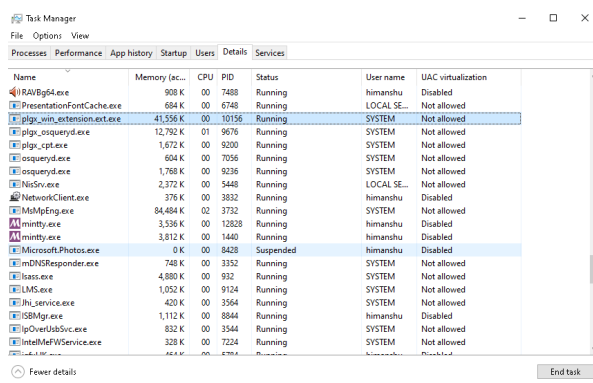 Task Manager
File Options View
Processes Performance App history Startup Users Details Services
Name Memory (ac... CPU PID Status User name UAC virtualization
RAVBg64.exe 908 K 00 7488 Running himanshu Disabled
PresentationFontCache.exe 684 K 00 6748 Running LOCAL SE... Not allowed
plgx_win_extension.ext.exe 41,556 K 00 10156 Running SYSTEM Not allowed
plgx_osqueryd.exe 12,792 K 01 9676 Running SYSTEM Not allowed
plgx_cpt.exe 1,672 K 00 9200 Running SYSTEM Not allowed
osqueryd.exe 604 K 00 7056 Running SYSTEM Not allowed
osqueryd.exe 1,768 K 00 9236 Running SYSTEM Not allowed
NisSrv.exe 2,372 K 00 5448 Running LOCAL SE... Not allowed
NetworkClient.exe 376 K 00 3832 Running himanshu Disabled
MsMpEng.exe 84,484 K 02 3732 Running SYSTEM Not allowed
mintty.exe 3,536 K 00 12828 Running himanshu Disabled
mintty.exe 3,812 K 00 1440 Running himanshu Disabled
Microsoft.Photos.exe 0 K 00 8428 Suspended himanshu Disabled
mDNSResponder.exe 748 K 00 3352 Running SYSTEM Not allowed
lsass.exe 4,880 K 00 932 Running SYSTEM Not allowed
LMS.exe 1,052 K 00 9124 Running SYSTEM Not allowed
Jhi_service.exe 420 K 00 3564 Running SYSTEM Not allowed
ISBMgr.exe 1,112 K 00 8844 Running himanshu Disabled
IpOverUsbSvc.exe 832 K 00 3544 Running SYSTEM Not allowed
IntelMeFWService.exe 328 K 00 7224 Running SYSTEM Not allowed
Fewer details End task